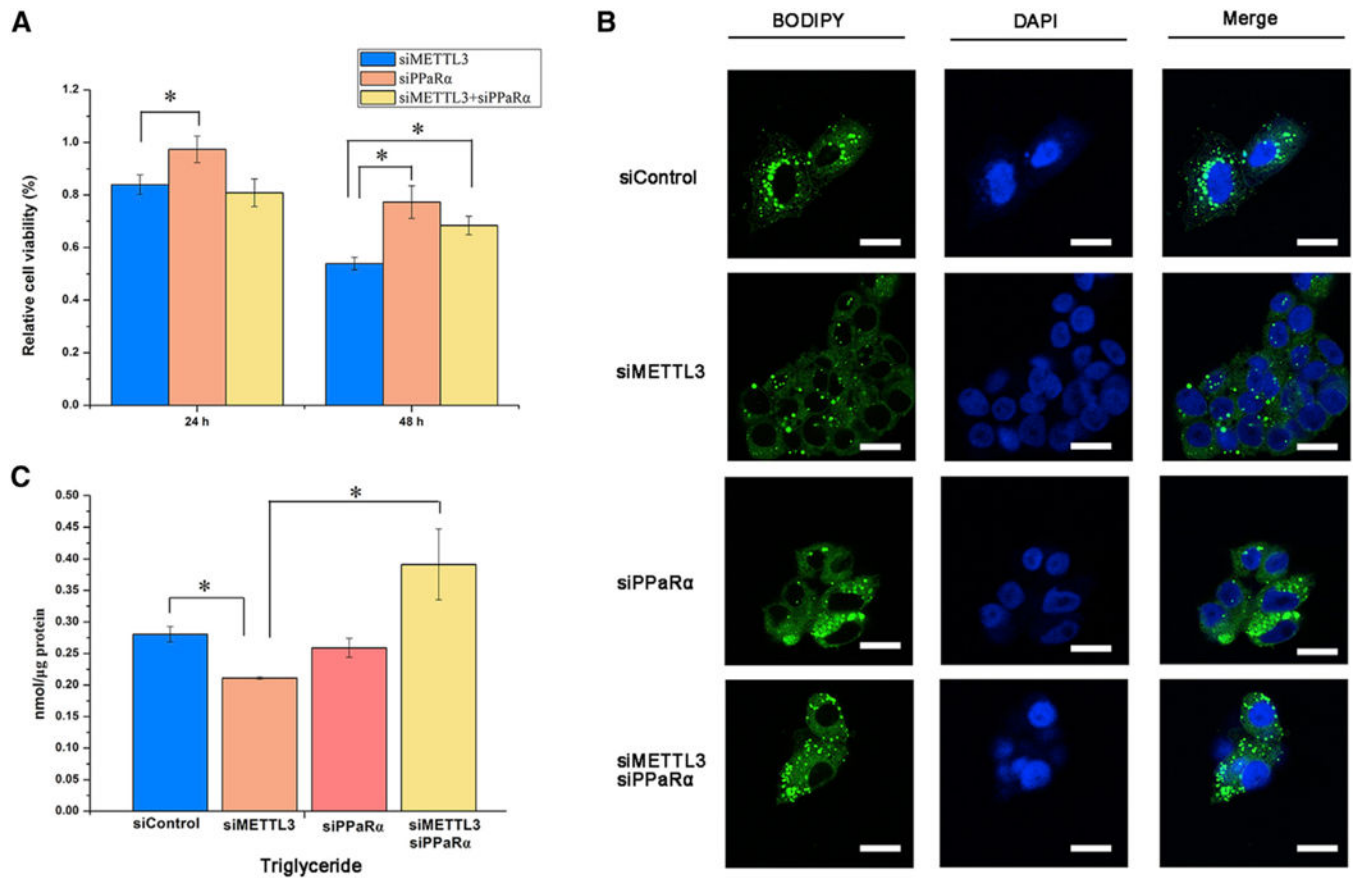 A
siMETTL3
siPPaRα
siMETTL3+siPPaRα
Relative cell viability (%)
1.2
1.0
0.8
0.6
0.4
0.2
0.0
*
*
*
24 h
48 h
B
BODIPY
DAPI
Merge
siControl
siMETTL3
siPPaRα
siMETTL3
siPPaRα
C
nmol/µg protein
0.50
0.45
0.40
0.35
0.30
0.25
0.20
0.15
0.10
0.05
0.00
*
*
siControl
siMETTL3
siPPaRα
siMETTL3
siPPaRα
Triglyceride